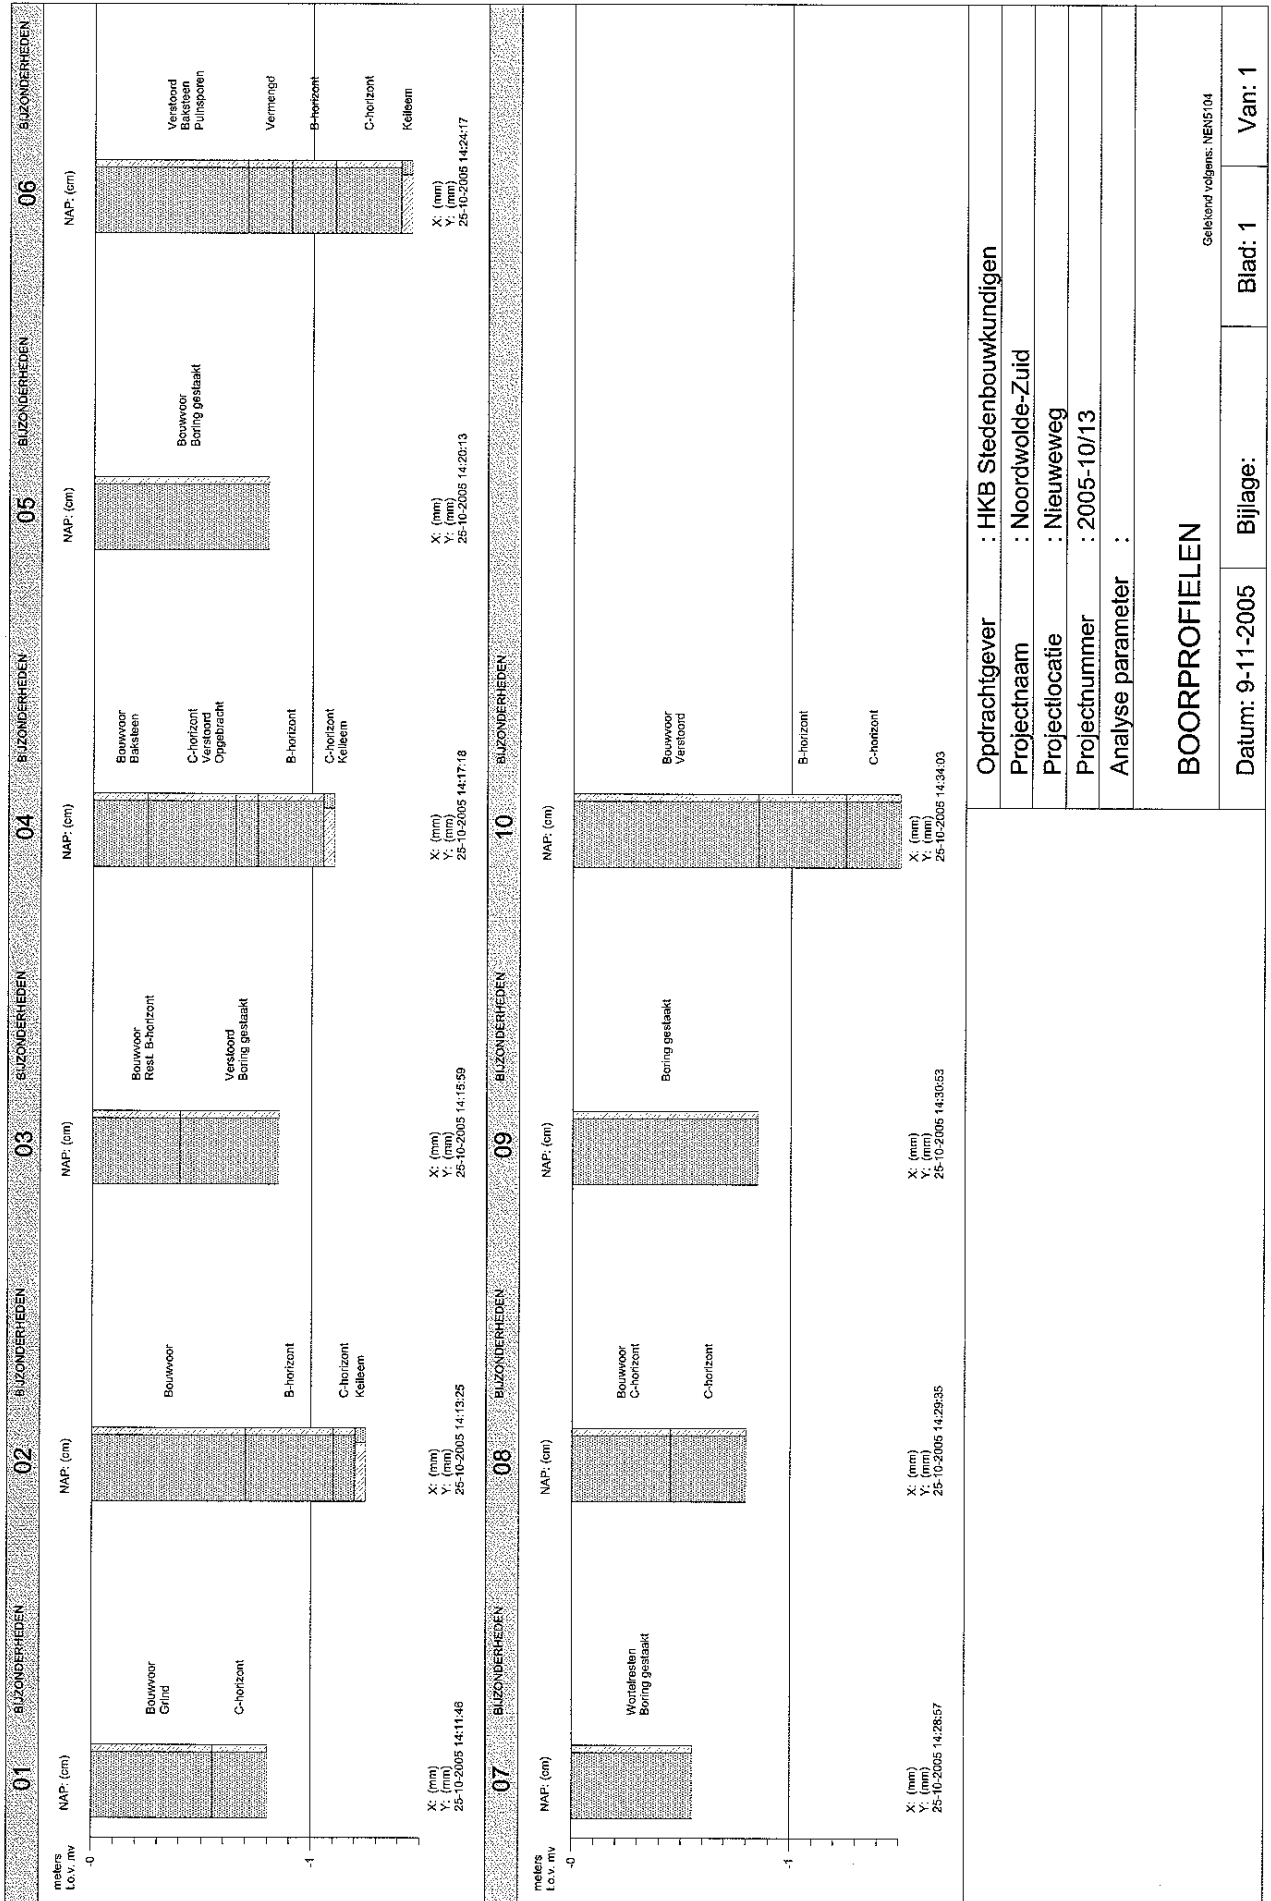 01 BIJZONDERHEDEN 02 BIJZONDERHEDEN 03 BIJZONDERHEDEN 04 BIJZONDERHEDEN 05 BIJZONDERHEDEN 06 BIJZONDERHEDEN
meters
t.o.v. mv
-0
-1
NAP: (cm)
Bouwvoor
Grind
C-horizont
X: (mm)
Y: (mm)
25-10-2005 14:11:46
NAP: (cm)
Bouwvoor
B-horizont
C-horizont
Keileem
X: (mm)
Y: (mm)
25-10-2005 14:13:25
NAP: (cm)
Bouwvoor
Rest. B-horizont
Verstoord
Boring gestaakt
X: (mm)
Y: (mm)
25-10-2005 14:15:59
NAP: (cm)
Bouwvoor
Baksteen
C-horizont
Verstoord
Opgebracht
B-horizont
C-horizont
Keileem
X: (mm)
Y: (mm)
25-10-2005 14:17:18
NAP: (cm)
Bouwvoor
Boring gestaakt
X: (mm)
Y: (mm)
25-10-2005 14:20:13
NAP: (cm)
Verstoord
Baksteen
Puinsporen
Vermengd
B-horizont
C-horizont
Keileem
X: (mm)
Y: (mm)
25-10-2005 14:24:17
07 BIJZONDERHEDEN 08 BIJZONDERHEDEN 09 BIJZONDERHEDEN 10 BIJZONDERHEDEN
meters
t.o.v. mv
-0
-1
NAP: (cm)
Wortelresten
Boring gestaakt
X: (mm)
Y: (mm)
25-10-2005 14:28:57
NAP: (cm)
Bouwvoor
C-horizont
C-horizont
X: (mm)
Y: (mm)
25-10-2005 14:29:35
NAP: (cm)
Boring gestaakt
X: (mm)
Y: (mm)
25-10-2005 14:30:53
NAP: (cm)
Bouwvoor
Verstoord
B-horizont
C-horizont
X: (mm)
Y: (mm)
25-10-2005 14:34:03
Opdrachtgever : HKB Stedenbouwkundigen
Projectnaam : Noordwolde-Zuid
Projectlocatie : Nieuweweg
Projectnummer : 2005-10/13
Analyse parameter :
BOORPROFIELEN
Getekend volgens: NEN5104
Datum: 9-11-2005 Bijlage: Blad: 1 Van: 1